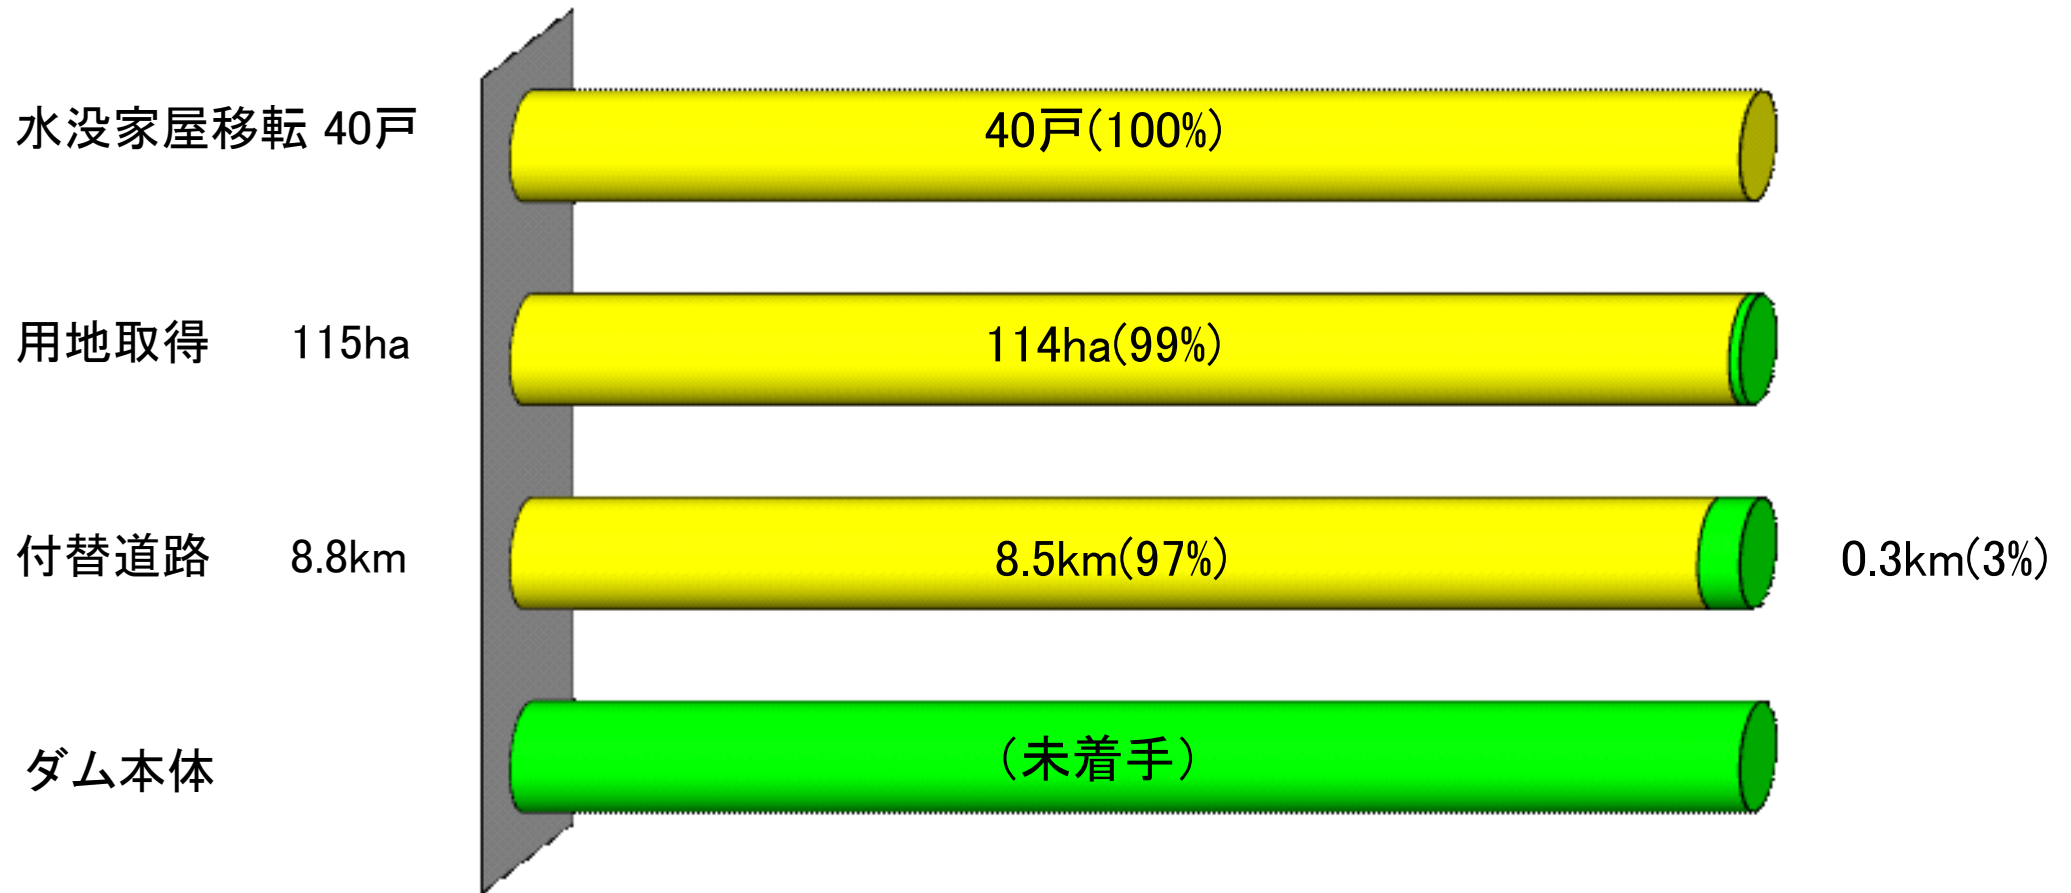 水没家屋移転 40戸 40戸(100%)
用地取得 115ha 114ha(99%)
付替道路 8.8km 8.5km(97%) 0.3km(3%)
ダム本体 (未着手)